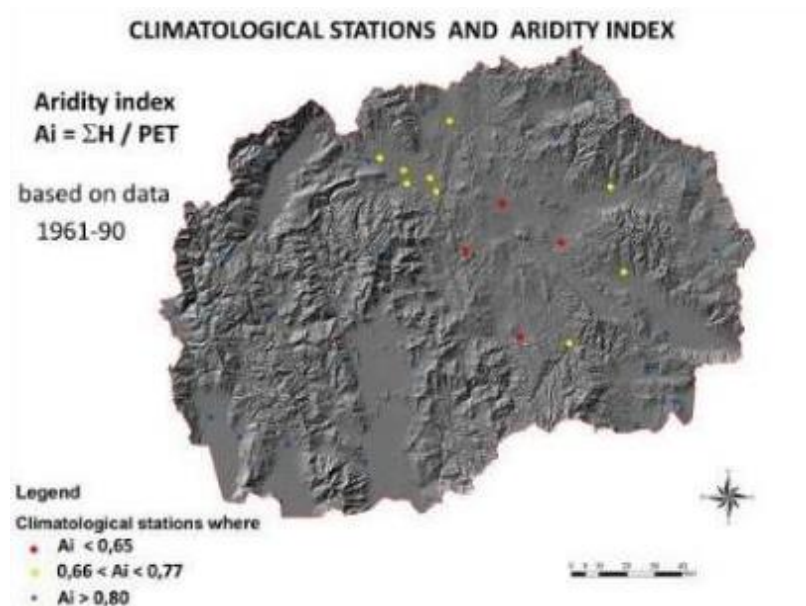 CLIMATOLOGICAL STATIONS AND ARIDITY INDEX
Aridity index
Ai = ΣH / PET
based on data
1961-90
Legend
Climatological stations where
Ai < 0,65
0,66 < Ai < 0,77
Ai > 0,80